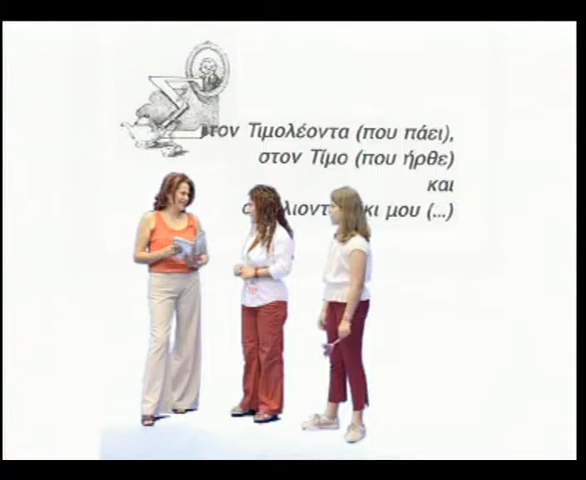 Στον Τιμολέοντα (που πάει),
στον Τίμο (που ήρθε)
και
μου (...)